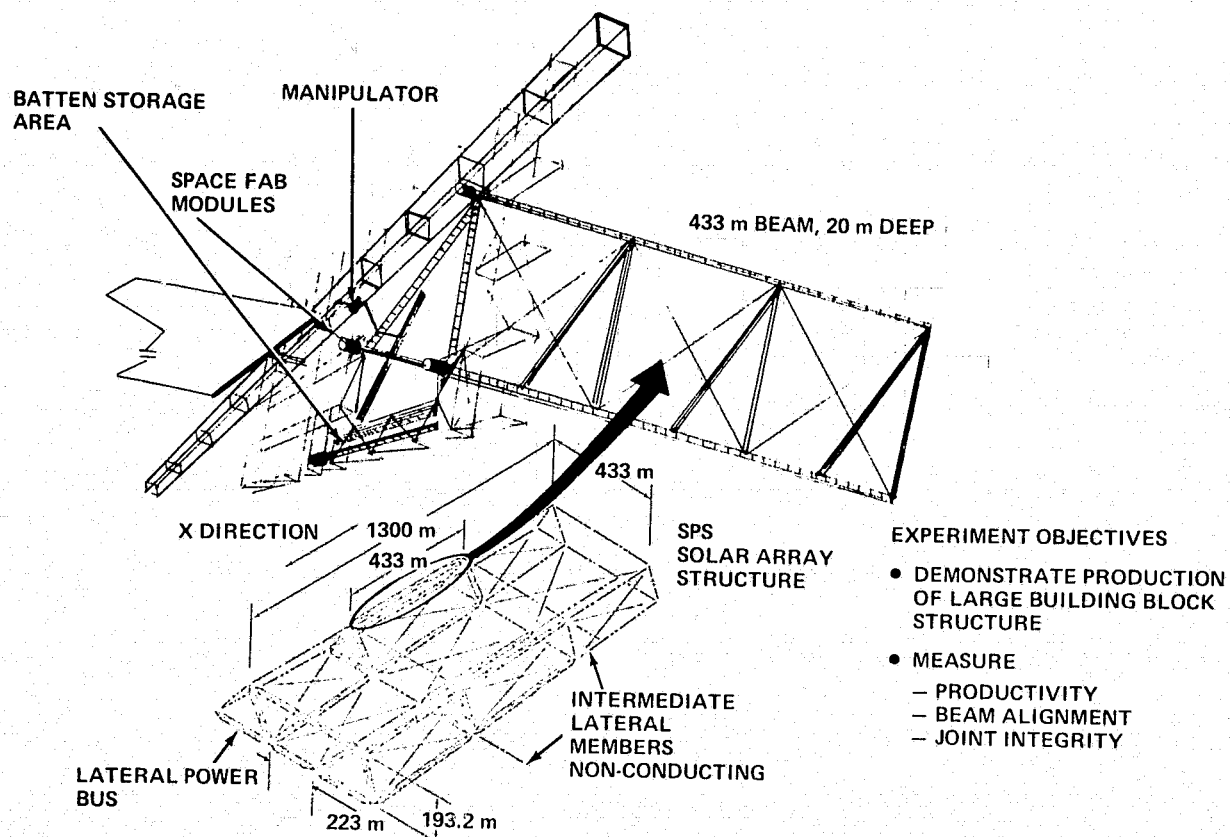 BATTEN STORAGE
AREA
MANIPULATOR
SPACE FAB
MODULES
433 m BEAM, 20 m DEEP
X DIRECTION
1300 m
433 m
433 m
SPS
SOLAR ARRAY
STRUCTURE
INTERMEDIATE
LATERAL
MEMBERS
NON-CONDUCTING
LATERAL POWER
BUS
223 m
193.2 m
EXPERIMENT OBJECTIVES
● DEMONSTRATE PRODUCTION
OF LARGE BUILDING BLOCK
STRUCTURE
● MEASURE
– PRODUCTIVITY
– BEAM ALIGNMENT
– JOINT INTEGRITY